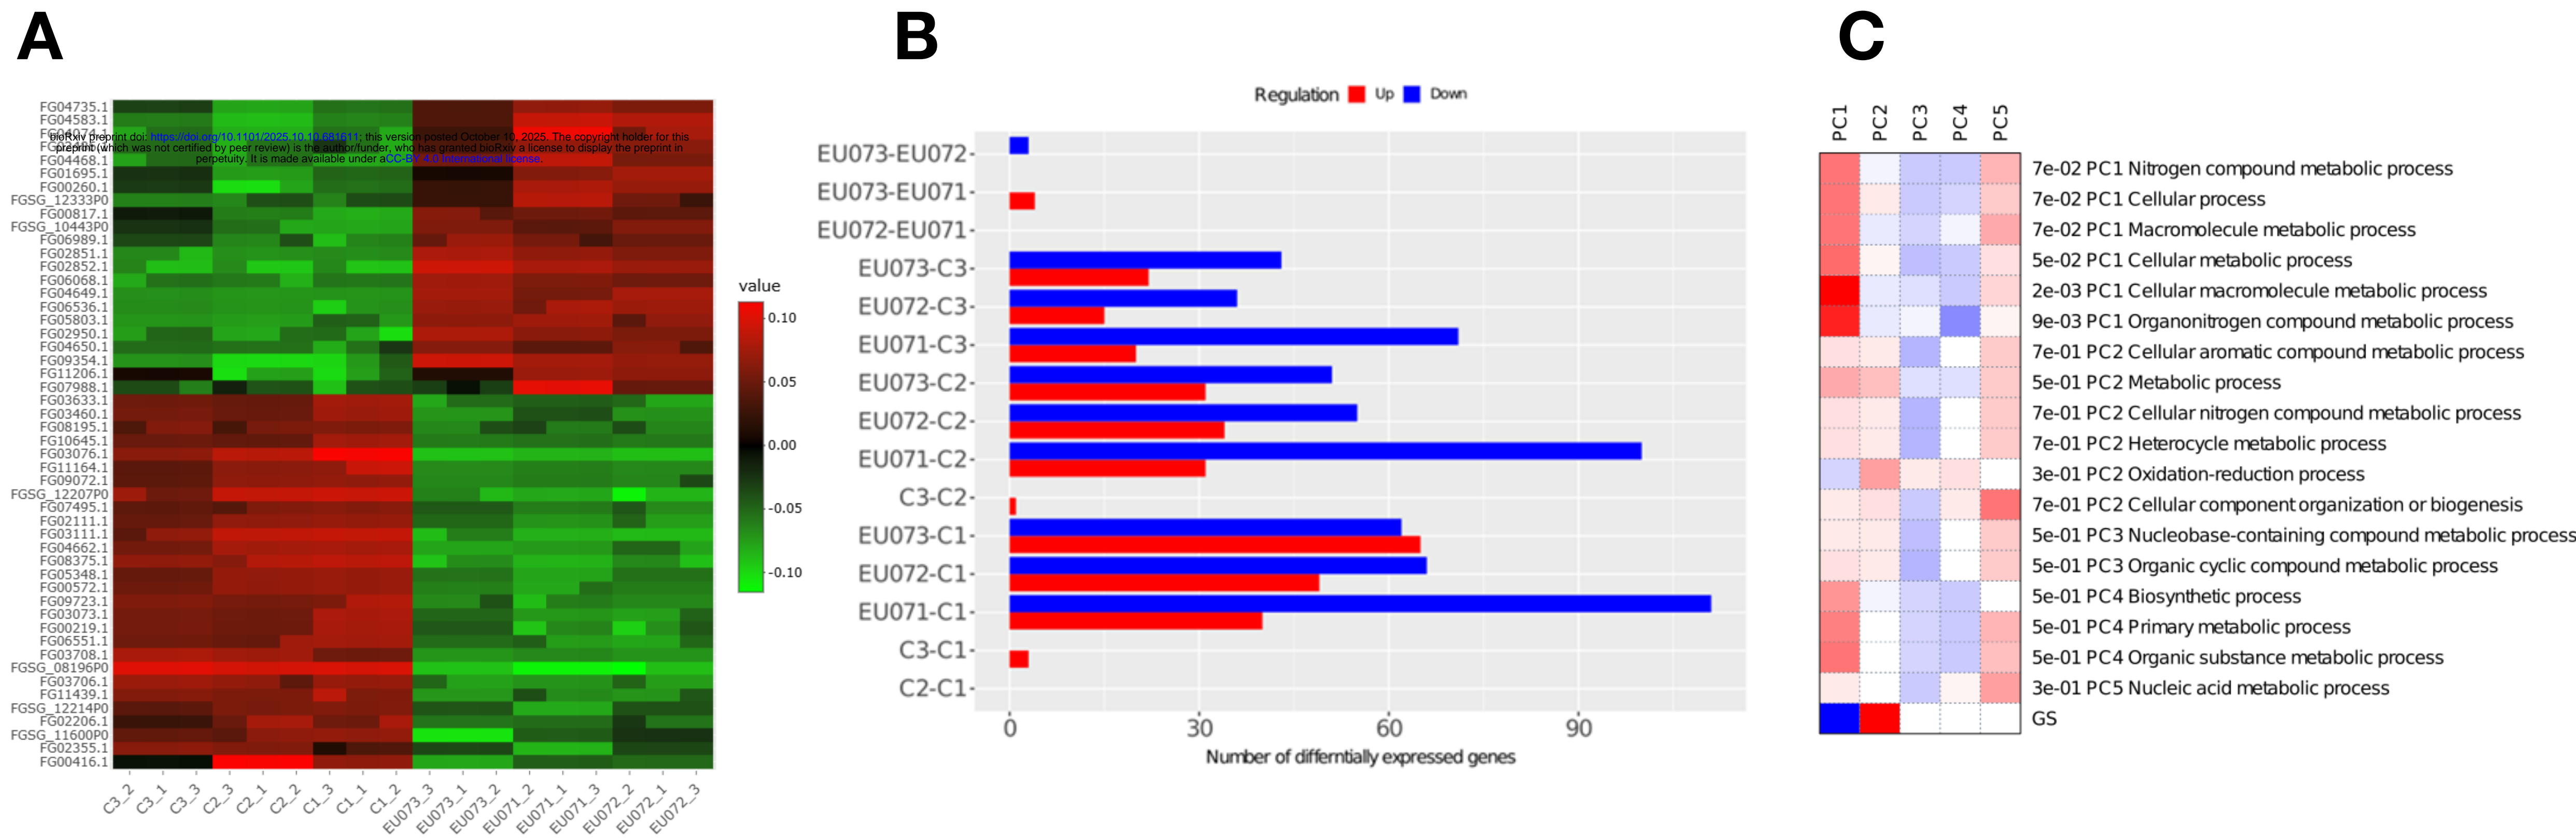 A
B
C
FG04735.1
FG04583.1
FG04468.1
FG01695.1
FG00260.1
FGSG_12333P0
FG00817.1
FGSG_10443P0
FG06989.1
FG02851.1
FG02852.1
FG06068.1
FG04649.1
FG06536.1
FG05803.1
FG02950.1
FG04650.1
FG09354.1
FG11206.1
FG07988.1
FG03633.1
FG03460.1
FG08195.1
FG10645.1
FG03076.1
FG11164.1
FG09072.1
FGSG_12207P0
FG07495.1
FG02111.1
FG03111.1
FG04662.1
FG08375.1
FG05348.1
FG00572.1
FG09723.1
FG03073.1
FG00219.1
FG06551.1
FG03708.1
FGSG_08196P0
FG03706.1
FG11439.1
FGSG_12214P0
FG02206.1
FGSG_11600P0
FG02355.1
FG00416.1
bioRxiv preprint doi: https://doi.org/10.1101/2025.10.10.681611; this version posted October 10, 2025. The copyright holder for this
preprint (which was not certified by peer review) is the author/funder, who has granted bioRxiv a license to display the preprint in
perpetuity. It is made available under aCC-BY 4.0 International license.
C3_2
C3_1
C3_3
C2_3
C2_1
C2_2
C1_3
C1_1
C1_2
EU073_3
EU073_1
EU073_2
EU071_2
EU071_1
EU071_3
EU072_2
EU072_1
EU072_3
value
0.10
0.05
0.00
-0.05
-0.10
Regulation Up Down
EU073-EU072
EU073-EU071
EU072-EU071
EU073-C3
EU072-C3
EU071-C3
EU073-C2
EU072-C2
EU071-C2
C3-C2
EU073-C1
EU072-C1
EU071-C1
C3-C1
C2-C1
0 30 60 90
Number of differntially expressed genes
PC1
PC2
PC3
PC4
PC5
7e-02 PC1 Nitrogen compound metabolic process
7e-02 PC1 Cellular process
7e-02 PC1 Macromolecule metabolic process
5e-02 PC1 Cellular metabolic process
2e-03 PC1 Cellular macromolecule metabolic process
9e-03 PC1 Organonitrogen compound metabolic process
7e-01 PC2 Cellular aromatic compound metabolic process
5e-01 PC2 Metabolic process
7e-01 PC2 Cellular nitrogen compound metabolic process
7e-01 PC2 Heterocycle metabolic process
3e-01 PC2 Oxidation-reduction process
7e-01 PC2 Cellular component organization or biogenesis
5e-01 PC3 Nucleobase-containing compound metabolic process
5e-01 PC3 Organic cyclic compound metabolic process
5e-01 PC4 Biosynthetic process
5e-01 PC4 Primary metabolic process
5e-01 PC4 Organic substance metabolic process
3e-01 PC5 Nucleic acid metabolic process
GS